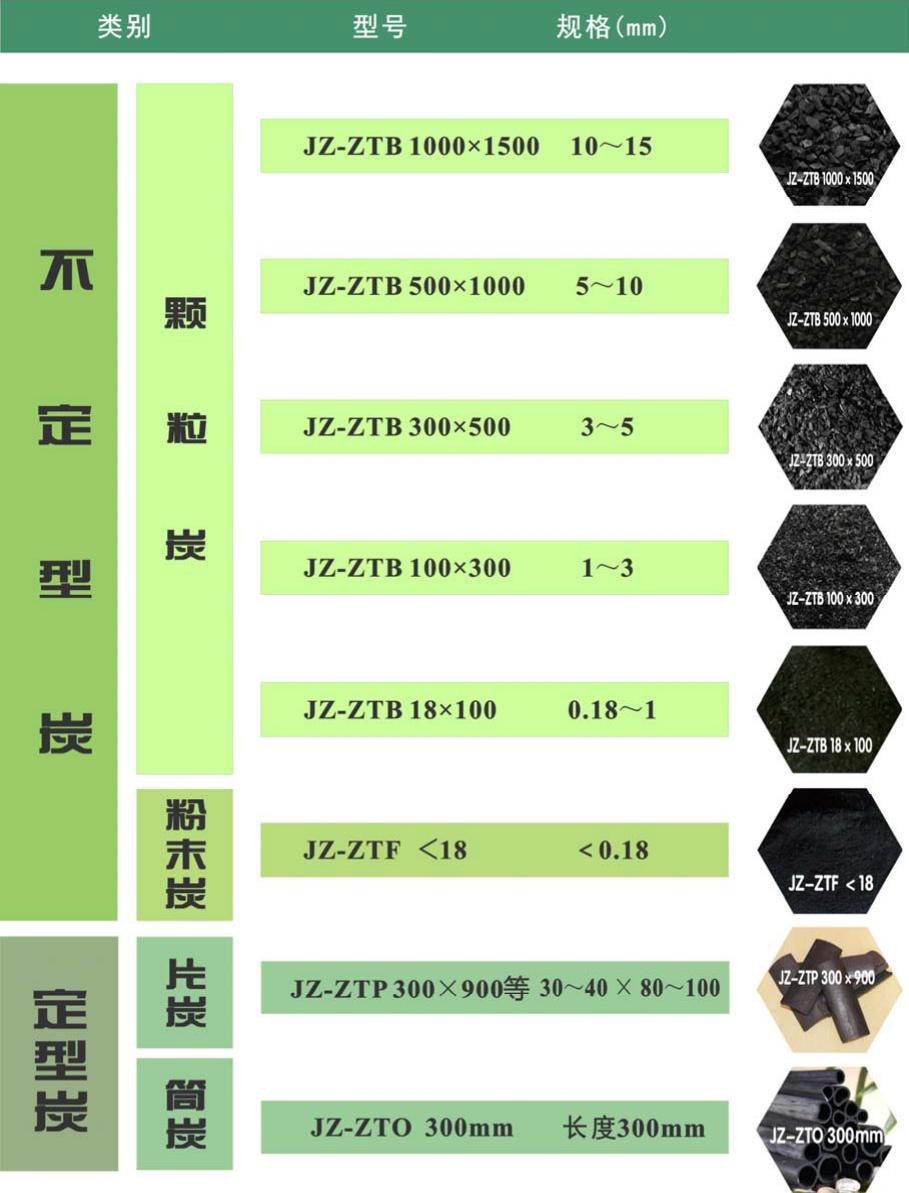 类别 型号 规格(mm)
不定型炭
颗粒炭
JZ-ZTB 1000×1500 10～15
JZ-ZTB 1000 x 1500
JZ-ZTB 500×1000 5～10
JZ-ZTB 500 x 1000
JZ-ZTB 300×500 3～5
JZ-ZTB 300 x 500
JZ-ZTB 100×300 1～3
JZ-ZTB 100 x 300
JZ-ZTB 18×100 0.18～1
JZ-ZTB 18 x 100
粉末炭
JZ-ZTF ＜18 <0.18
JZ-ZTF <18
定型炭
片炭
JZ-ZTP 300×900等 30～40 × 80～100
JZ-ZTP 300 x 900
筒炭
JZ-ZTO 300mm 长度300mm
JZ-ZTO 300mm